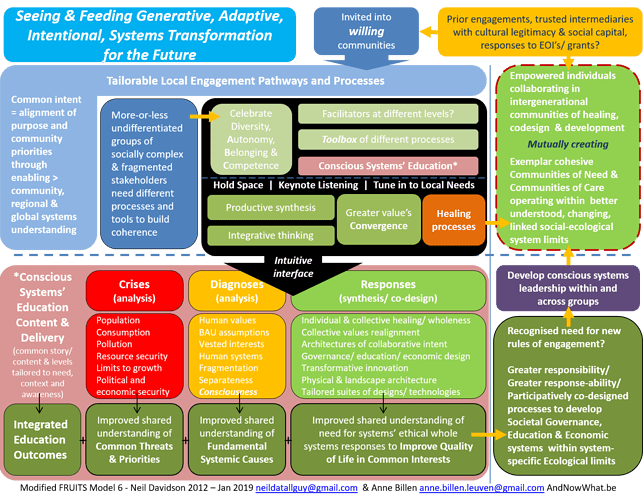 Seeing & Feeding Generative, Adaptive,
Intentional, Systems Transformation
for the Future
Invited into
willing
communities
Prior engagements, trusted intermediaries
with cultural legitimacy & social capital,
responses to EOI's/ grants?
Tailorable Local Engagement Pathways and Processes
Common intent
= alignment of
purpose and
community
priorities
through
enabling >
community,
regional &
global systems
understanding
More-or-less
undifferentiated
groups of
socially complex
& fragmented
stakeholders
need different
processes and
tools to build
coherence
Celebrate
Diversity,
Autonomy,
Belonging &
Competence
Facilitators at different levels?
Toolbox of different processes
Conscious Systems' Education*
Hold Space | Keynote Listening | Tune in to Local Needs
Productive synthesis
Integrative thinking
Greater value's
Convergence
Healing
processes
Intuitive
interface
Empowered individuals
collaborating in
intergenerational
communities of healing,
codesign & development
Mutually creating
Exemplar cohesive
Communities of Need &
Communities of Care
operating within better
understood, changing,
linked social-ecological
system limits
Develop conscious systems
leadership within and
across groups
*Conscious
Systems'
Education
Content &
Delivery
(common story/
content & levels
tailored to need,
context and
awareness)
Crises
(analysis)
Population
Consumption
Pollution
Resource security
Limits to growth
Political and
economic security
Diagnoses
(analysis)
Human values
BAU assumptions
Vested interests
Human systems
Fragmentation
Separateness
Consciousness
Responses
(synthesis/ co-design)
Individual & collective healing/ wholeness
Collective values realignment
Architectures of collaborative intent
Governance/ education/ economic design
Transformative innovation
Physical & landscape architecture
Tailored suites of designs/ technologies
Recognised need for new
rules of engagement?
Greater responsibility/
Greater response-ability/
Participatively co-designed
processes to develop
Societal Governance,
Education & Economic
systems within system-
specific Ecological limits
Integrated
Education
Outcomes
+
Improved shared
understanding of
Common Threats
& Priorities
+
Improved shared
understanding of
Fundamental
Systemic Causes
+
Improved shared understanding of
need for systems' ethical whole
systems responses to Improve Quality
of Life in Common Interests
Modified FRUITS Model 6 - Neil Davidson 2012 – Jan 2019 neildatallguy@gmail.com & Anne Billen anne.billen.leuven@gmail.com AndNowWhat.be